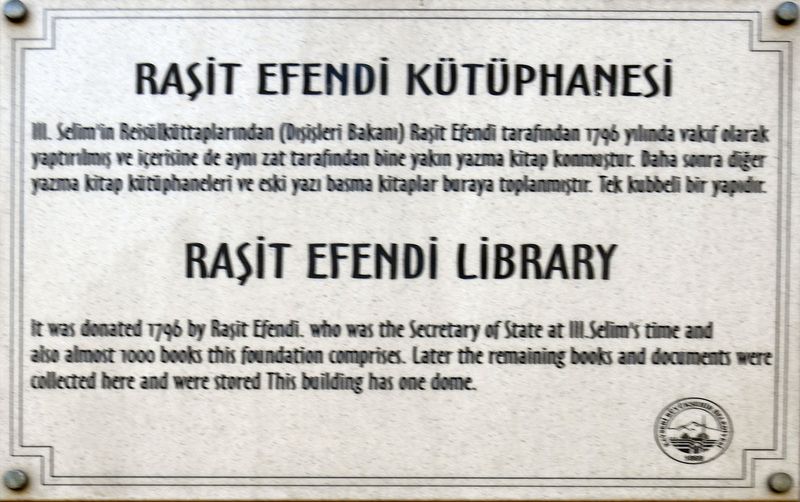 RAŞİT EFENDİ KÜTÜPHANESİ
III. Selim'in Reisülküttaplarından (Dışişleri Bakanı) Raşit Efendi tarafından 1796 yılında vakıf olarak
yaptırılmış ve içerisine de aynı zat tarafından bine yakın yazma kitap konmuştur. Daha sonra diğer
yazma kitap kütüphaneleri ve eski yazı basma kitaplar buraya toplanmıştır. Tek kubbeli bir yapıdır.
RAŞİT EFENDİ LİBRARY
It was donated 1796 by Raşit Efendi. who was the Secretary of State at III.Selim's time and
also almost 1000 books this foundation comprises. Later the remaining books and documents were
collected here and were stored This building has one dome.
KAYSERİ BÜYÜKŞEHİR BELEDİYESİ